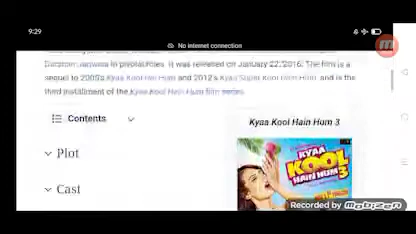 9:29
No internet connection
to preproductions. It was released on January 22, 2016. The film is a
sequel to 2005's Kyaa Kool Hai Hum and 2012's Kyaa Super Kool Hain Hum, and is the
third installment of the Kyaa Kool Hain Hum film series.
Contents
Kyaa Kool Hain Hum 3
Plot
KYAA
KOOL
HAIN HUM
3
Cast
Recorded by mobizen